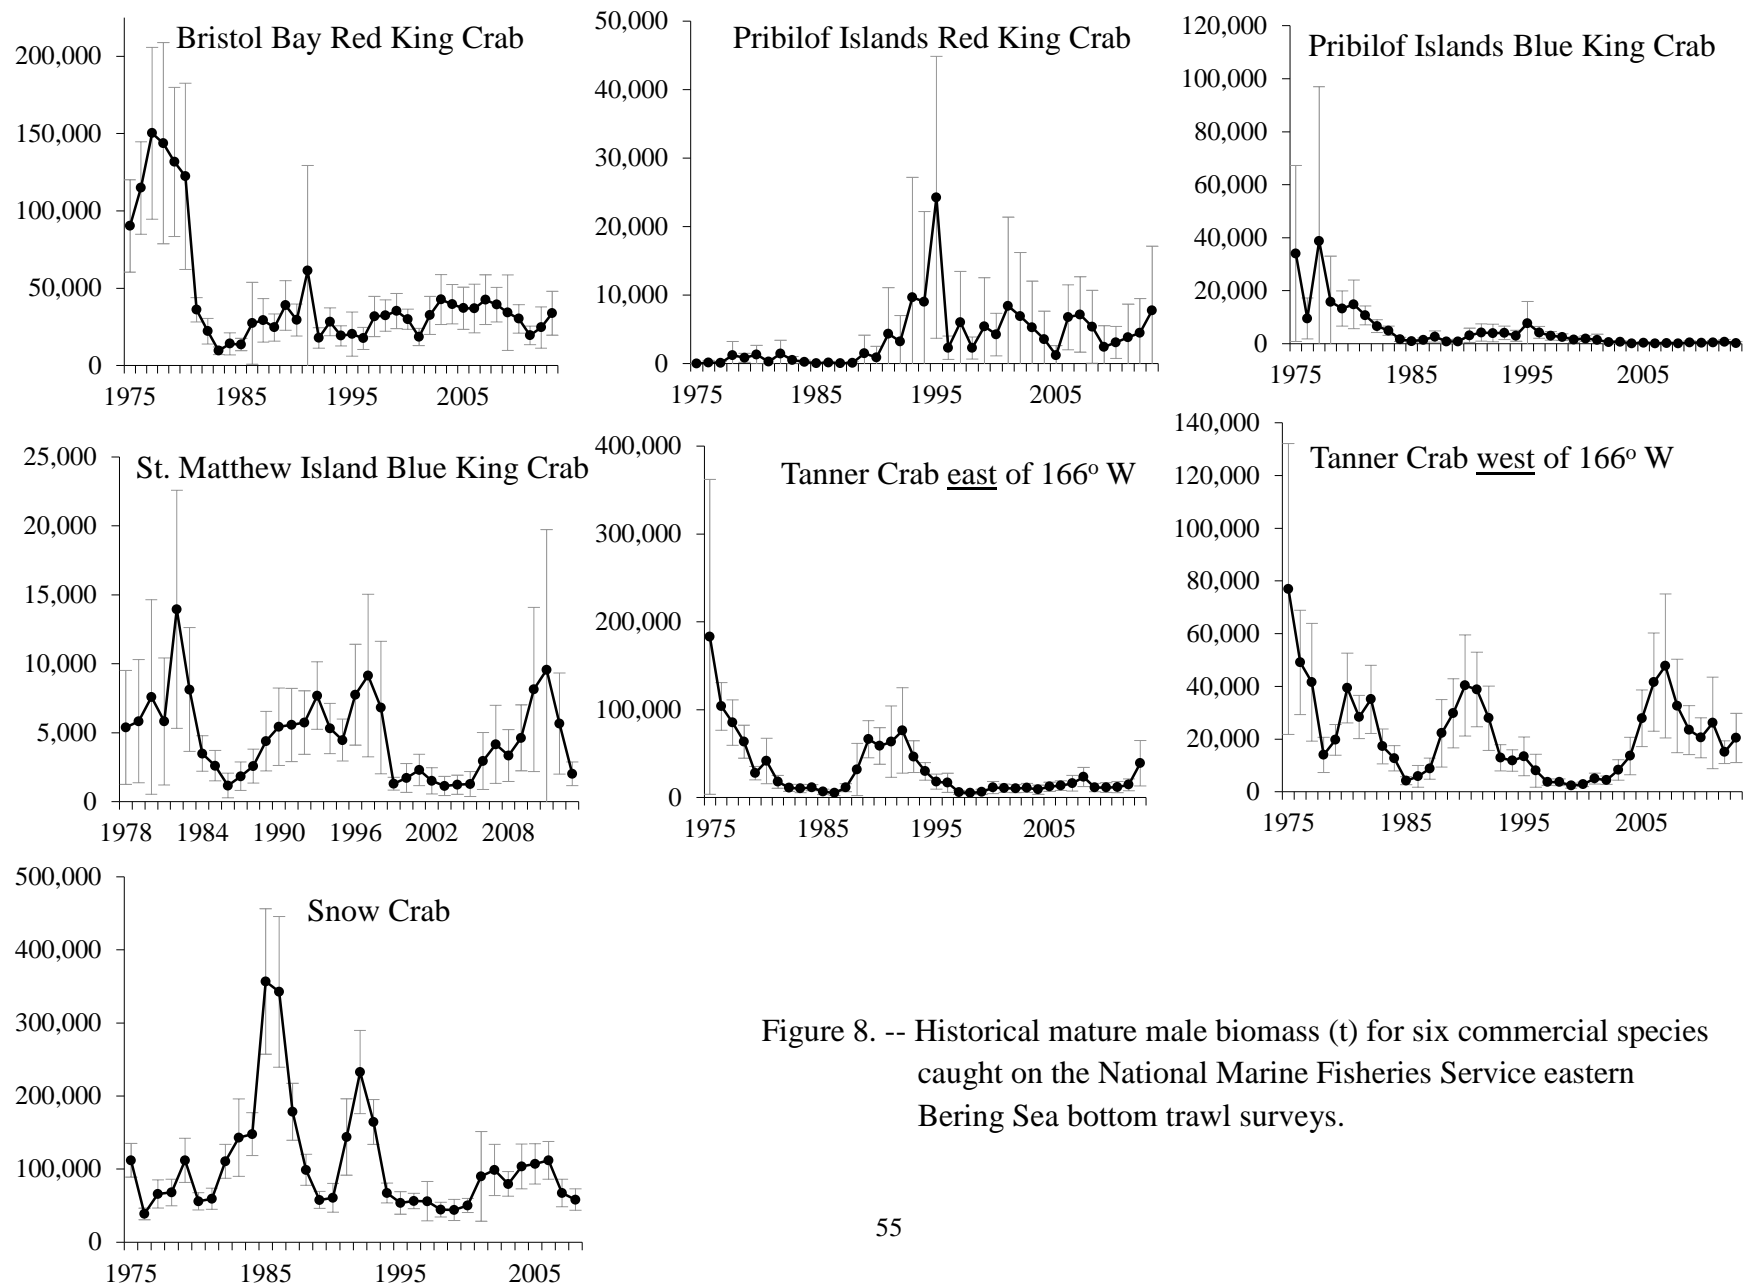 Bristol Bay Red King Crab
200,000
150,000
100,000
50,000
0
1975 1985 1995 2005
Pribilof Islands Red King Crab
50,000
40,000
30,000
20,000
10,000
0
1975 1985 1995 2005
Pribilof Islands Blue King Crab
120,000
100,000
80,000
60,000
40,000
20,000
0
1975 1985 1995 2005
St. Matthew Island Blue King Crab
25,000
20,000
15,000
10,000
5,000
0
1978 1984 1990 1996 2002 2008
Tanner Crab east of 166° W
400,000
300,000
200,000
100,000
0
1975 1985 1995 2005
Tanner Crab west of 166° W
140,000
120,000
100,000
80,000
60,000
40,000
20,000
0
1975 1985 1995 2005
Snow Crab
500,000
400,000
300,000
200,000
100,000
0
1975 1985 1995 2005
Figure 8. -- Historical mature male biomass (t) for six commercial species
caught on the National Marine Fisheries Service eastern
Bering Sea bottom trawl surveys.
55